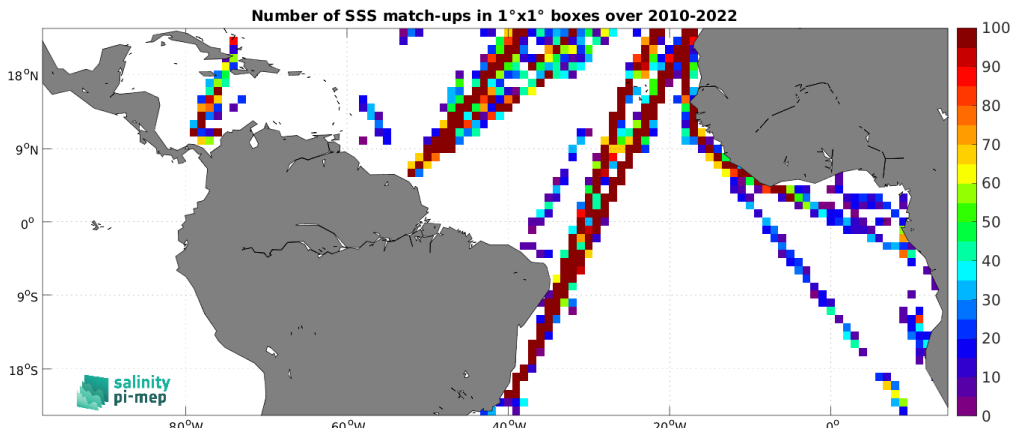 Number of SSS match-ups in 1°x1° boxes over 2010-2022
100
90
80
70
60
50
40
30
20
10
0
18°N
9°N
0°
9°S
18°S
80°W
60°W
40°W
20°W
0°
salinity
pi-mep